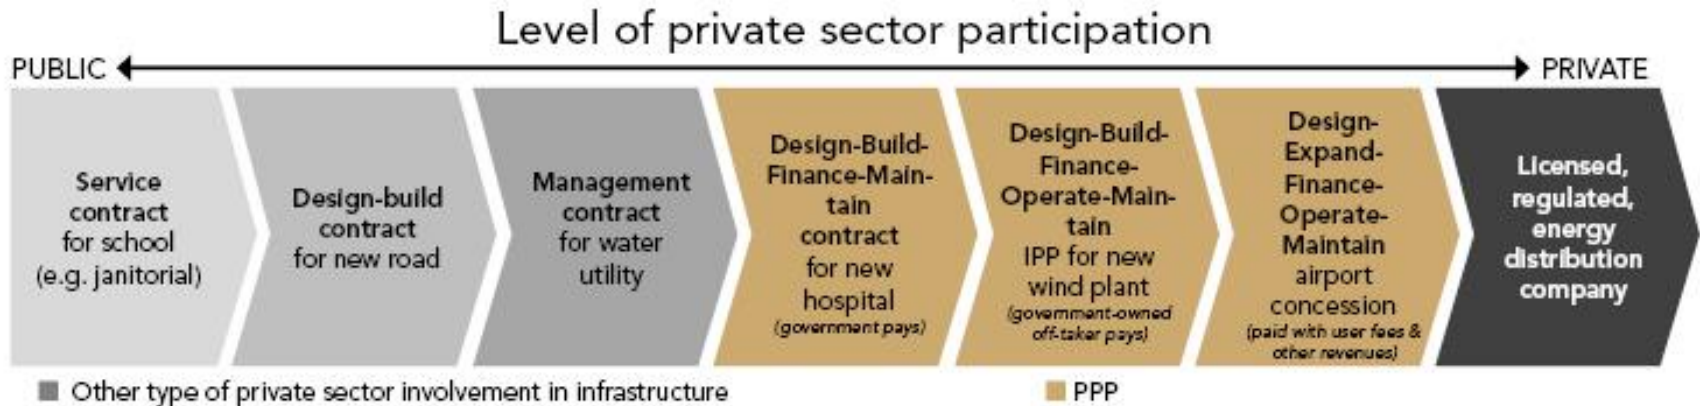 Level of private sector participation
PUBLIC
PRIVATE
Service
contract
for school
(e.g. janitorial)
Design-build
contract
for new road
Management
contract
for water
utility
Design-Build-
Finance-Main-
tain
contract
for new
hospital
(government pays)
Design-Build-
Finance-
Operate-Main-
tain
IPP for new
wind plant
(government-owned
off-taker pays)
Design-
Expand-
Finance-
Operate-
Maintain
airport
concession
(paid with user fees &
other revenues)
Licensed,
regulated,
energy
distribution
company
Other type of private sector involvement in infrastructure
PPP